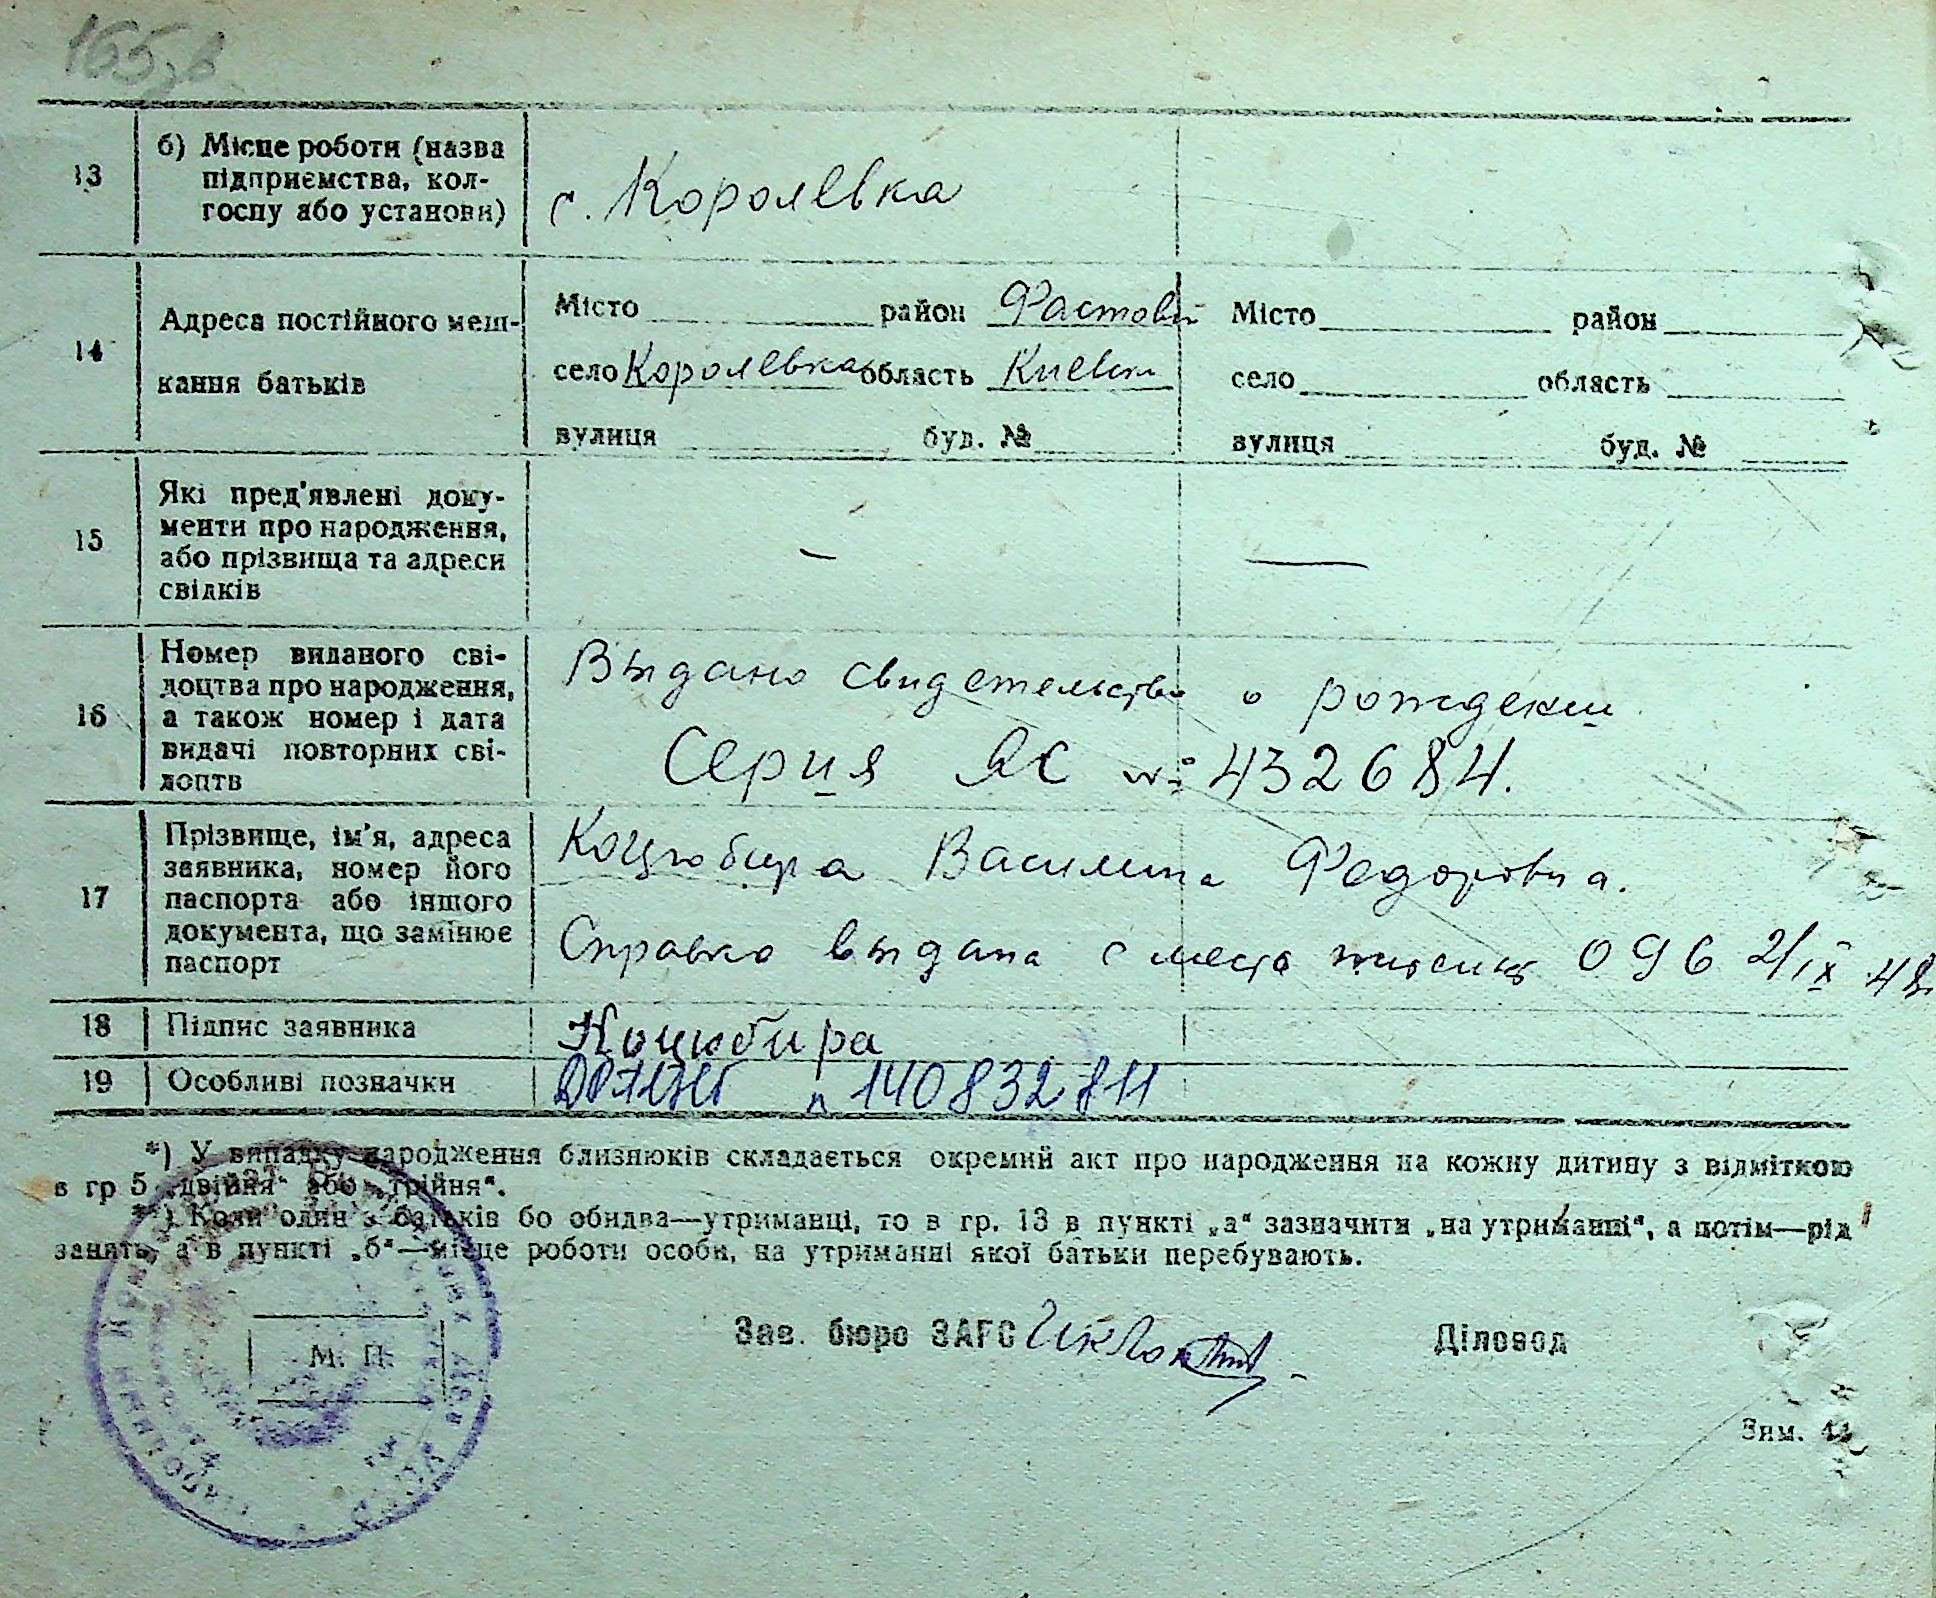 165,в
13
б) Місце роботи (назва
підприємства, кол-
госпу або установи)
с. Королевка
14
Адреса постійного меш-
кання батьків
Місто район Фастовий
село Королевка область Киевск
вулиця буд. №
Місто район
село область
вулиця буд. №
15
Які пред'явлені доку-
менти про народження,
або прізвища та адреси
свідків
—
—
16
Номер виданого сві-
доцтва про народження,
а також номер і дата
видачі повторних сві-
доцтв
Выдано свидетельство о рождении
Серия ЯС № 432684.
17
Прізвище, ім'я, адреса
заявника, номер його
паспорта або іншого
документа, що замінює
паспорт
Коцюбира Василина Федоровна.
Справка выдана с места 096 2/IX 48
18
Підпис заявника
Коцюбира
19
Особливі позначки
140832811
*) У випадку народження близнюків складається окремий акт про народження на кожну дитину з відміткою
в гр 5 „двійня“ або „трійня“.
**) Коли один з батьків бо обидва—утриманці, то в гр. 13 в пункті „а“ зазначити „на утриманні“, а потім—рід
занять, а в пункті „б“—місце роботи особи, на утриманні якої батьки перебувають.
М. П.
Зав. бюро ЗАГС
Діловод
Зим.